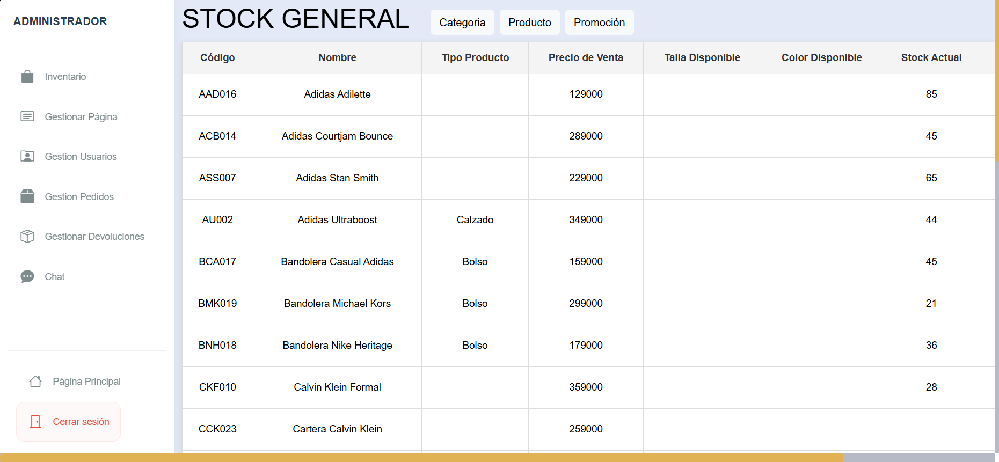 ADMINISTRADOR
Inventario
Gestionar Página
Gestion Usuarios
Gestion Pedidos
Gestionar Devoluciones
Chat
Página Principal
Cerrar sesión
STOCK GENERAL Categoria Producto Promoción
Código Nombre Tipo Producto Precio de Venta Talla Disponible Color Disponible Stock Actual
AAD016 Adidas Adilette 129000 85
ACB014 Adidas Courtjam Bounce 289000 45
ASS007 Adidas Stan Smith 229000 65
AU002 Adidas Ultraboost Calzado 349000 44
BCA017 Bandolera Casual Adidas Bolso 159000 45
BMK019 Bandolera Michael Kors Bolso 299000 21
BNH018 Bandolera Nike Heritage Bolso 179000 36
CKF010 Calvin Klein Formal 359000 28
CCK023 Cartera Calvin Klein 259000